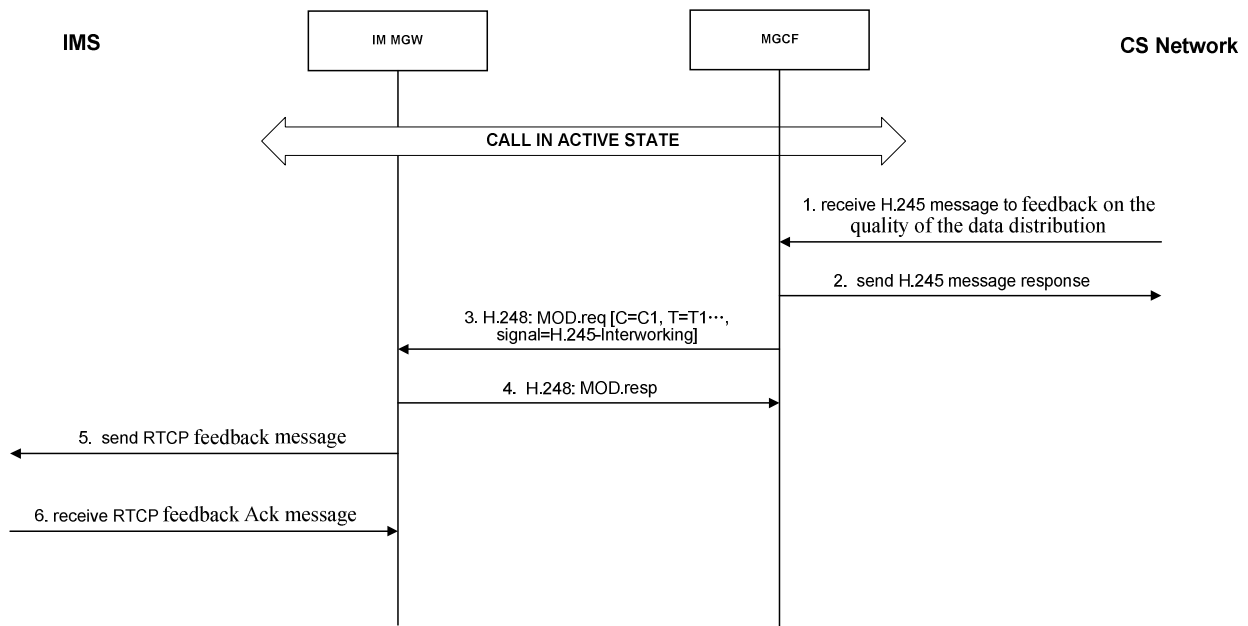 IMS
IM MGW
MGCF
CS Network
CALL IN ACTIVE STATE
1. receive H.245 message to feedback on the
quality of the data distribution
2. send H.245 message response
3. H.248: MOD.req [C=C1, T=T1···,
signal=H.245-Interworking]
4. H.248: MOD.resp
5. send RTCP feedback message
6. receive RTCP feedback Ack message